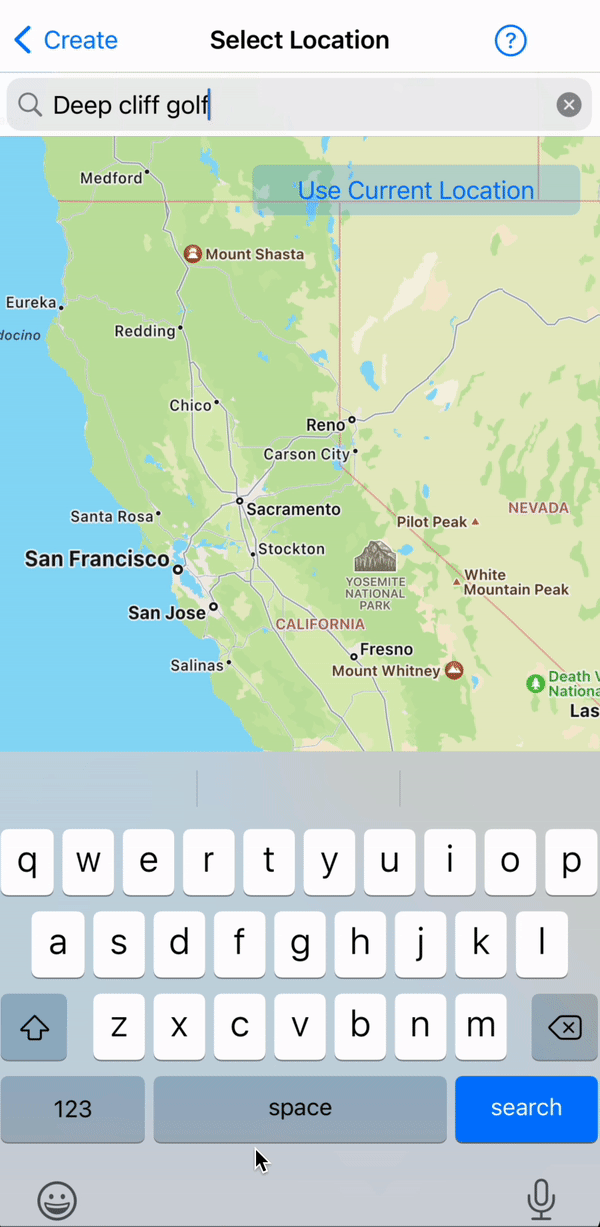 Create
Select Location
?
Deep cliff golf
Medford
Use Current Location
Mount Shasta
Eureka
docino
Redding
Chico
Reno
Carson City
Sacramento
Santa Rosa
Pilot Peak
NEVADA
San Francisco
Stockton
YOSEMITE
NATIONAL
PARK
White
Mountain Peak
San Jose
CALIFORNIA
Fresno
Salinas
Mount Whitney
Death V
Nationa
Las
q w e r t y u i o p
a s d f g h j k l
z x c v b n m
123
space
search